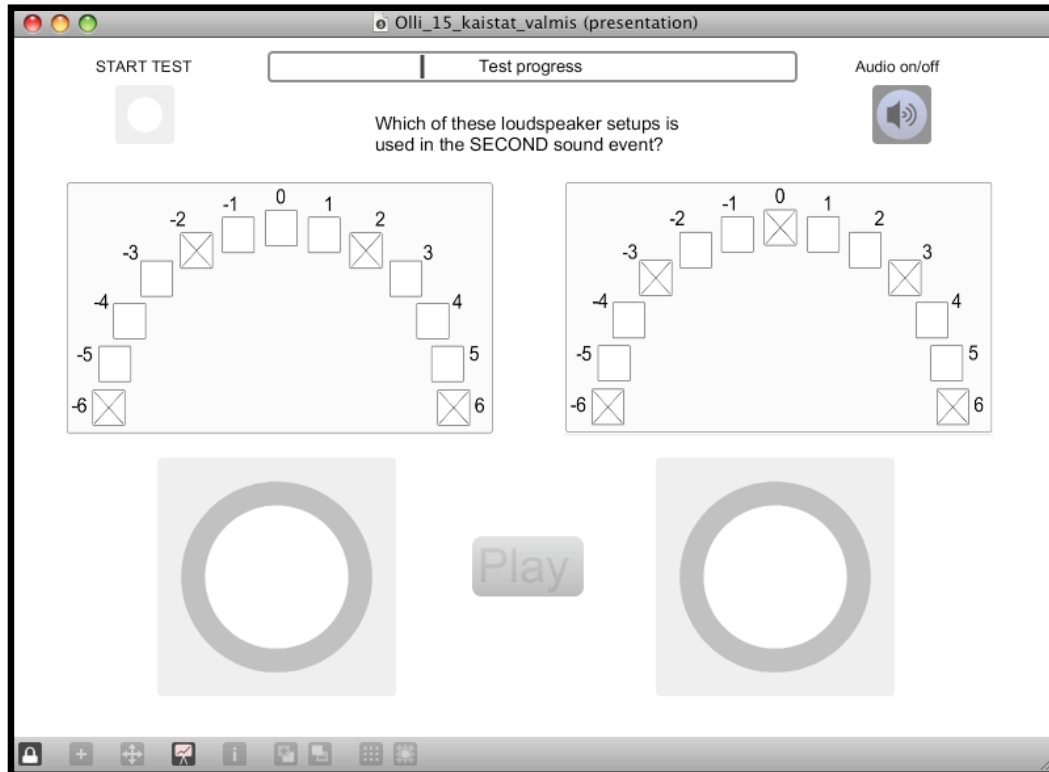 Olli_15_kaistat_valmis (presentation)
START TEST
Test progress
Audio on/off
Which of these loudspeaker setups is
used in the SECOND sound event?
0
-1 1
-2 2
-3 3
-4 4
-5 5
-6 6
0
-1 1
-2 2
-3 3
-4 4
-5 5
-6 6
Play